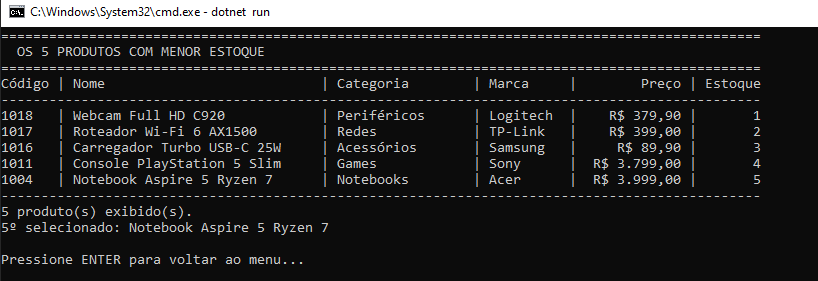 C:\Windows\System32\cmd.exe - dotnet run
===============================================================================================
  OS 5 PRODUTOS COM MENOR ESTOQUE
===============================================================================================
Código | Nome                           | Categoria        | Marca     |        Preço | Estoque
-----------------------------------------------------------------------------------------------
1018   | Webcam Full HD C920            | Periféricos      | Logitech  |    R$ 379,90 |       1
1017   | Roteador Wi-Fi 6 AX1500        | Redes            | TP-Link   |    R$ 399,00 |       2
1016   | Carregador Turbo USB-C 25W     | Acessórios       | Samsung   |     R$ 89,90 |       3
1011   | Console PlayStation 5 Slim     | Games            | Sony      |  R$ 3.799,00 |       4
1004   | Notebook Aspire 5 Ryzen 7      | Notebooks        | Acer      |  R$ 3.999,00 |       5
-----------------------------------------------------------------------------------------------
5 produto(s) exibido(s).
5º selecionado: Notebook Aspire 5 Ryzen 7

Pressione ENTER para voltar ao menu...